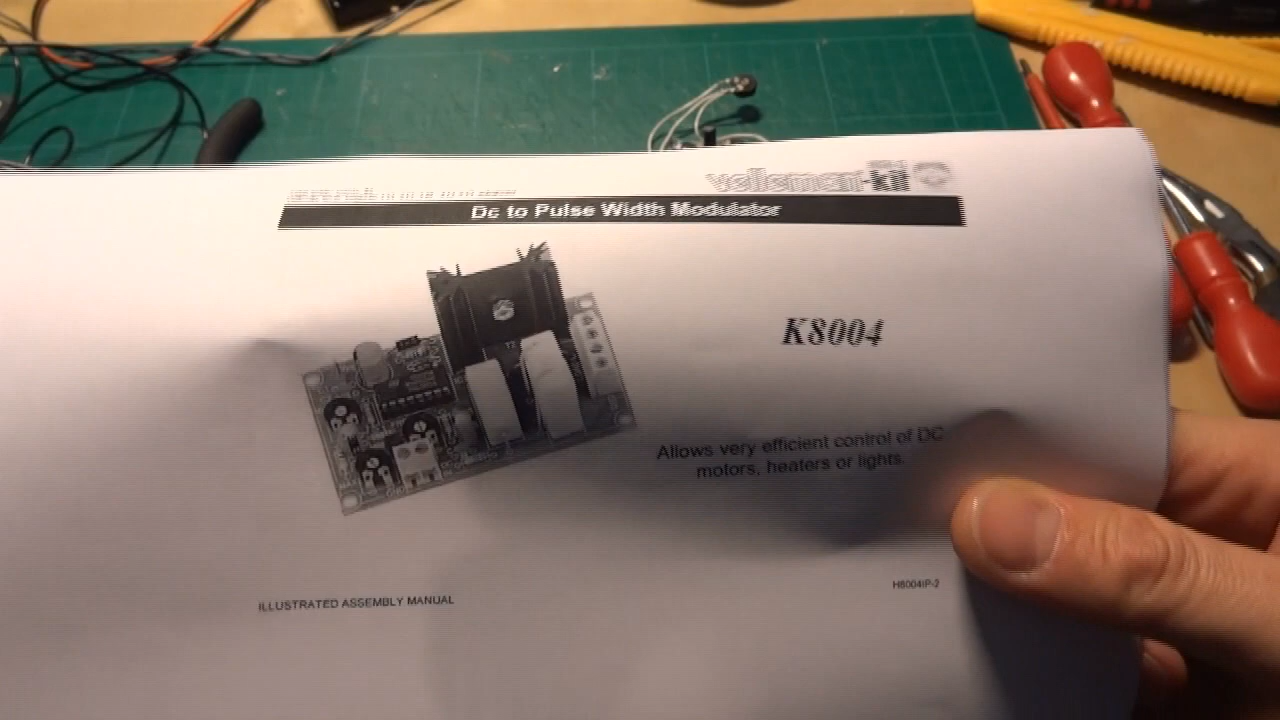 velleman-kit
Dc to Pulse Width Modulator
K8004
Allows very efficient control of DC
motors, heaters or lights.
ILLUSTRATED ASSEMBLY MANUAL
H8004IP-2